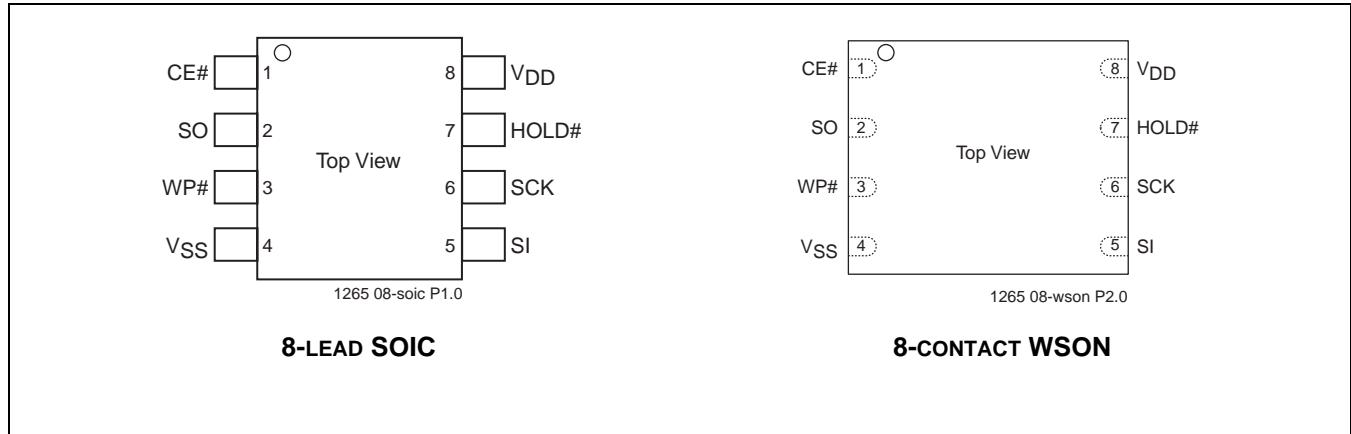 CE# 1 8 VDD
SO 2 7 HOLD#
Top View
WP# 3 6 SCK
VSS 4 5 SI
1265 08-soic P1.0
8-LEAD SOIC
CE# 1 8 VDD
SO 2 7 HOLD#
Top View
WP# 3 6 SCK
VSS 4 5 SI
1265 08-wson P2.0
8-CONTACT WSON